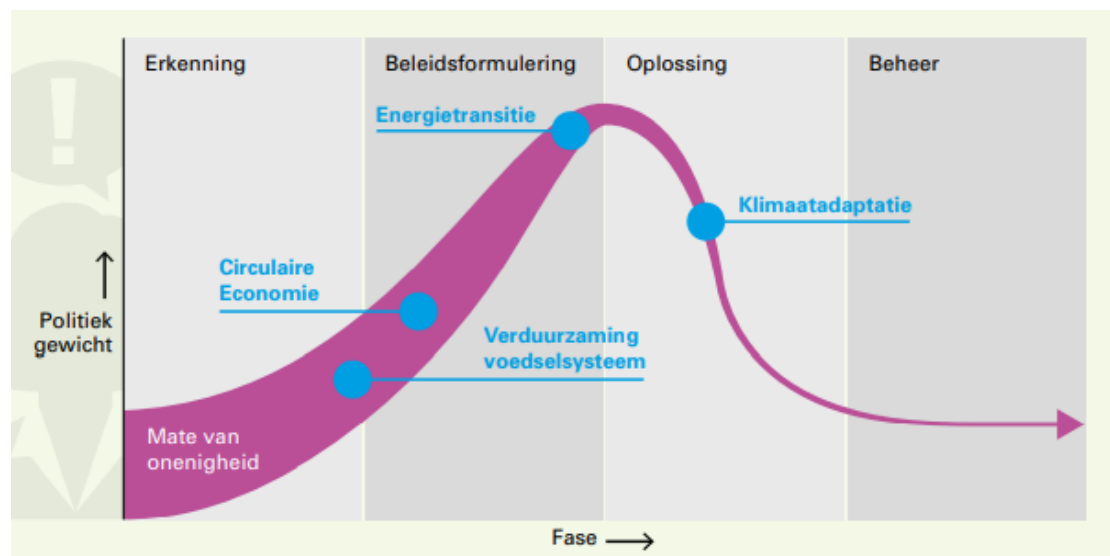 Erkenning
Beleidsformulering
Oplossing
Beheer
Energietransitie
Klimaatadaptatie
Circulaire
Economie
Verduurzaming
voedselsysteem
Politiek
gewicht
Mate van
onenigheid
Fase